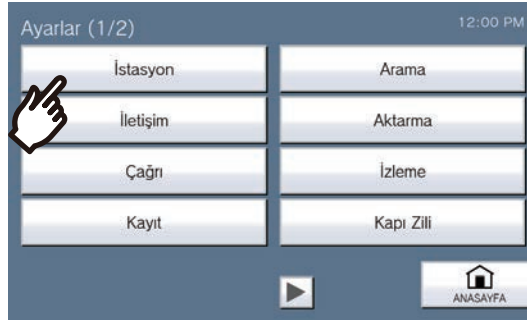 Ayarlar (1/2)
12:00 PM
İstasyon
Arama
İletişim
Aktarma
Çağrı
İzleme
Kayıt
Kapı Zili
ANASAYFA